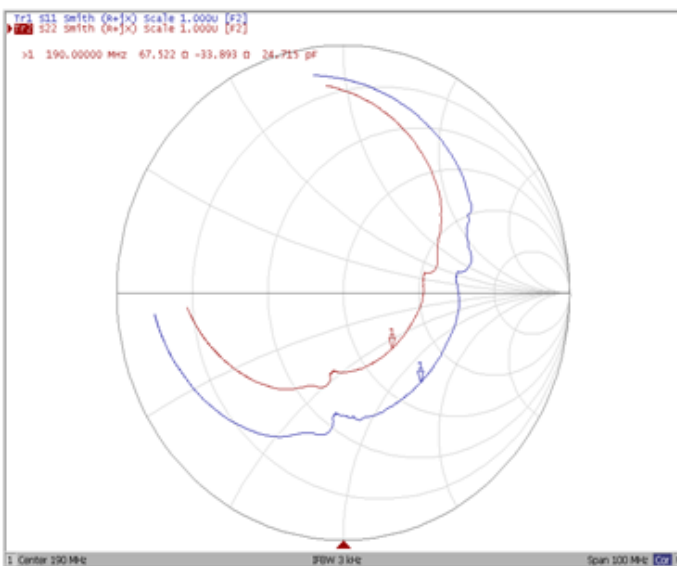 Tr1 S11 Smith (R+jX) Scale 1.000U [F2]
Tr2 S22 Smith (R+jX) Scale 1.000U [F2]
>1 190.00000 MHz 67.522 Ω -33.893 Ω 24.715 pF
1 Center 190 MHz IFBW 3 kHz Span 100 MHz Cor